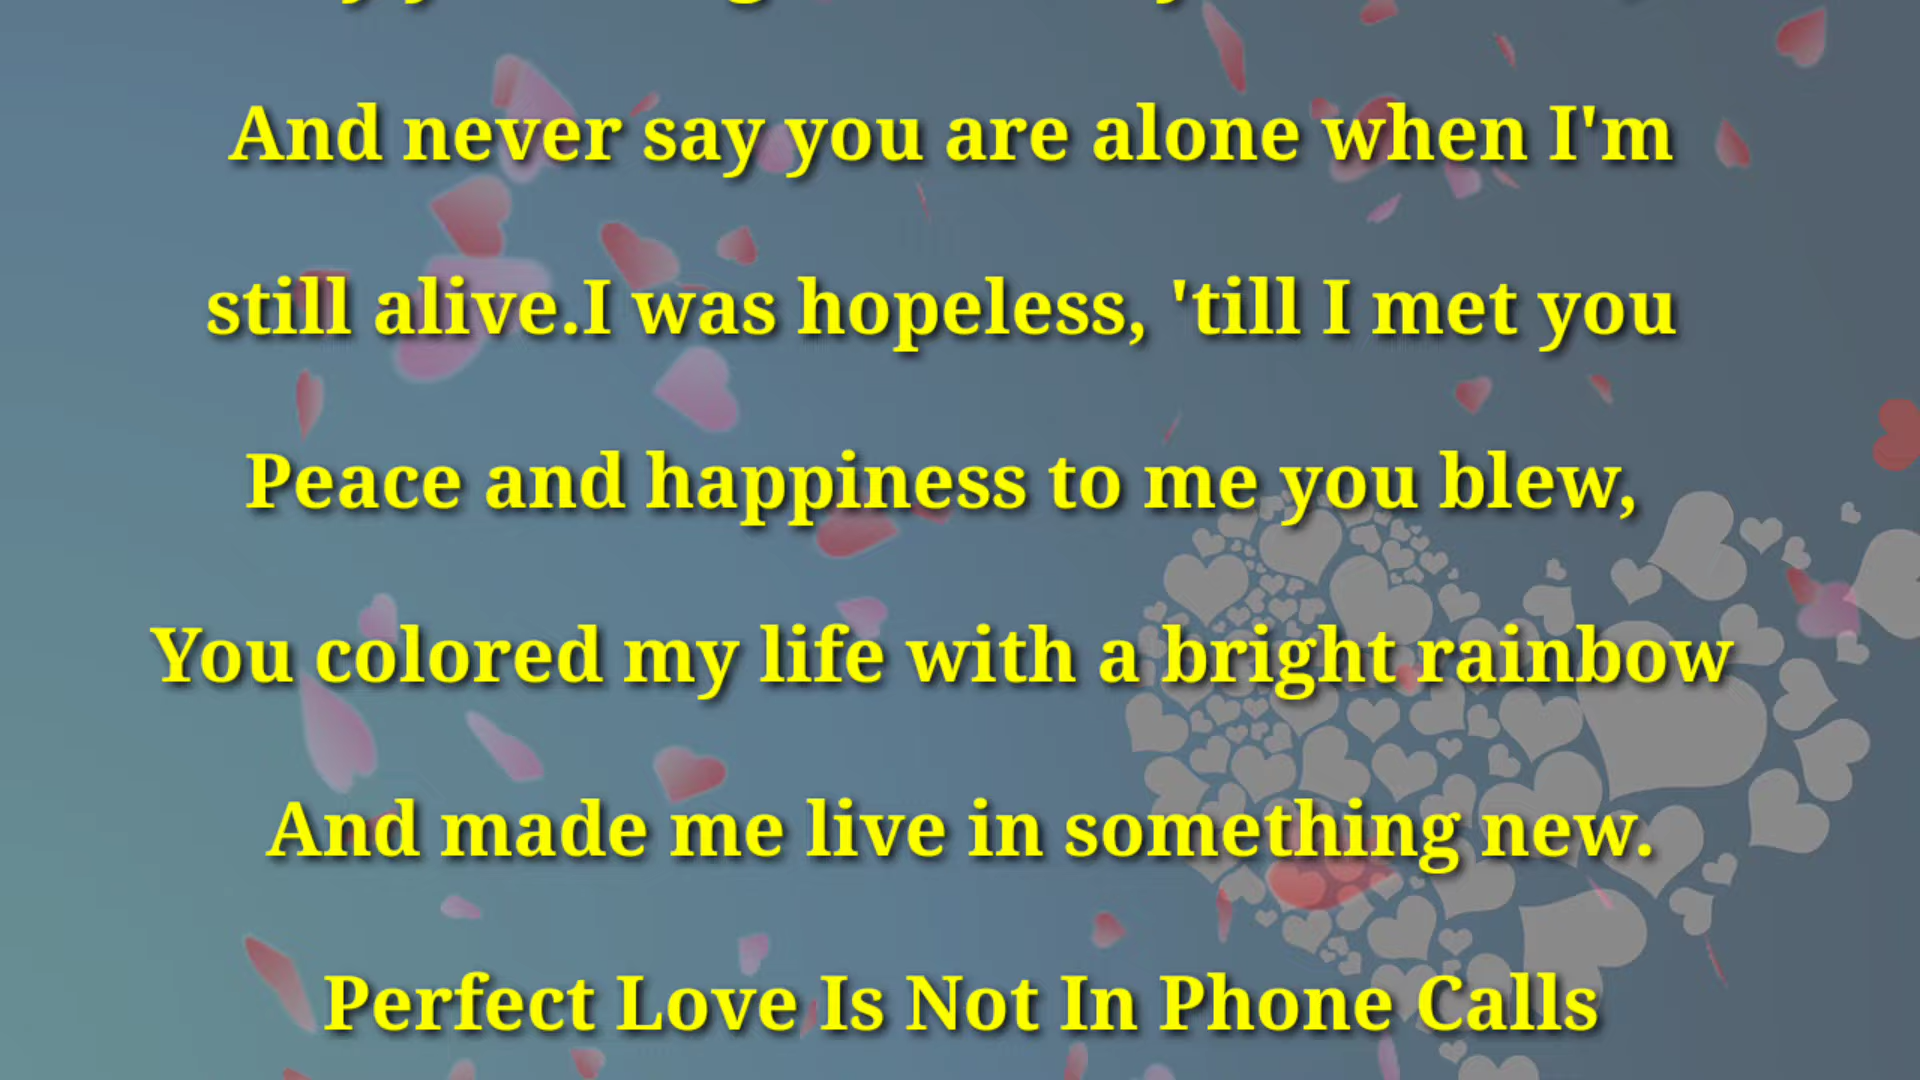 And never say you are alone when I'm
still alive.I was hopeless, 'till I met you
Peace and happiness to me you blew,
You colored my life with a bright rainbow
And made me live in something new.
Perfect Love Is Not In Phone Calls